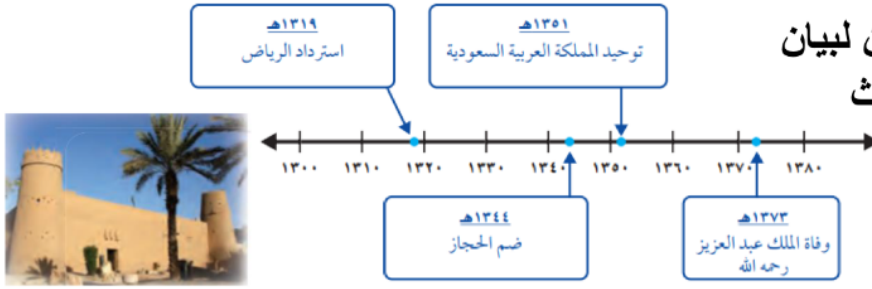 لبيان
١٣١٩هـ
استرداد الرياض
١٣٥١هـ
توحيد المملكة العربية السعودية
١٣٠٠ ١٣١٠ ١٣٢٠ ١٣٣٠ ١٣٤٠ ١٣٥٠ ١٣٦٠ ١٣٧٠ ١٣٨٠
١٣٤٤هـ
ضم الحجاز
١٣٧٣هـ
وفاة الملك عبد العزيز
رحمه الله